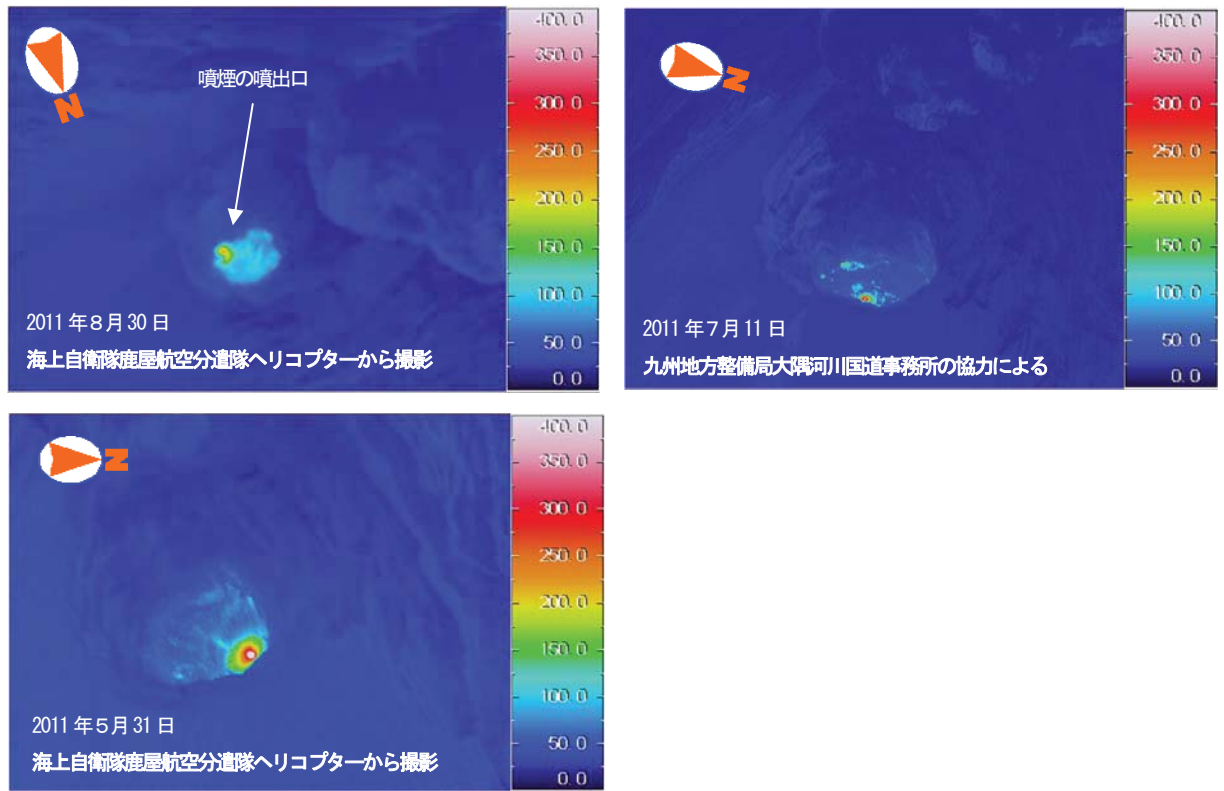 400.0
350.0
300.0
250.0
200.0
150.0
100.0
50.0
0.0
N
噴煙の噴出口
2011年8月30日
海上自衛隊鹿屋航空分遣隊ヘリコプターから撮影
400.0
350.0
300.0
250.0
200.0
150.0
100.0
50.0
0.0
N
2011年7月11日
九州地方整備局大隅河川国道事務所の協力による
400.0
350.0
300.0
250.0
200.0
150.0
100.0
50.0
0.0
N
2011年5月31日
海上自衛隊鹿屋航空分遣隊ヘリコプターから撮影